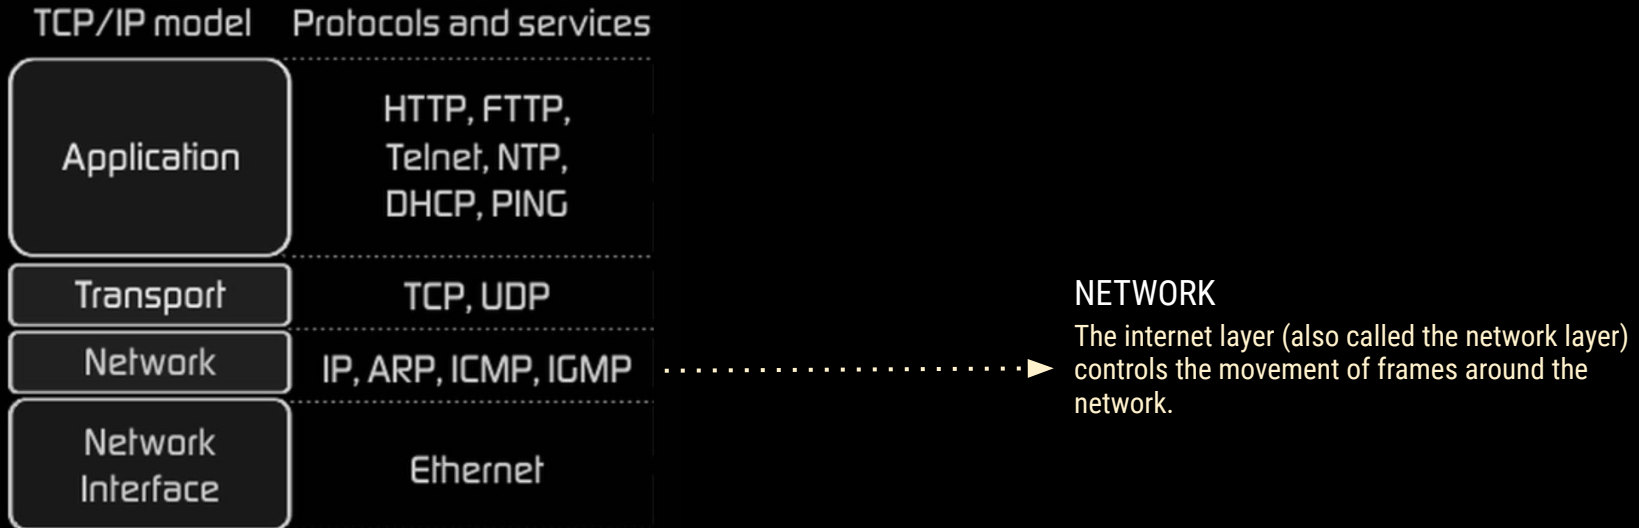 TCP/IP model Protocols and services
Application
HTTP, FTTP,
Telnet, NTP,
DHCP, PING
Transport TCP, UDP
Network IP, ARP, ICMP, IGMP
Network
Interface
Ethernet
NETWORK
The internet layer (also called the network layer)
controls the movement of frames around the
network.